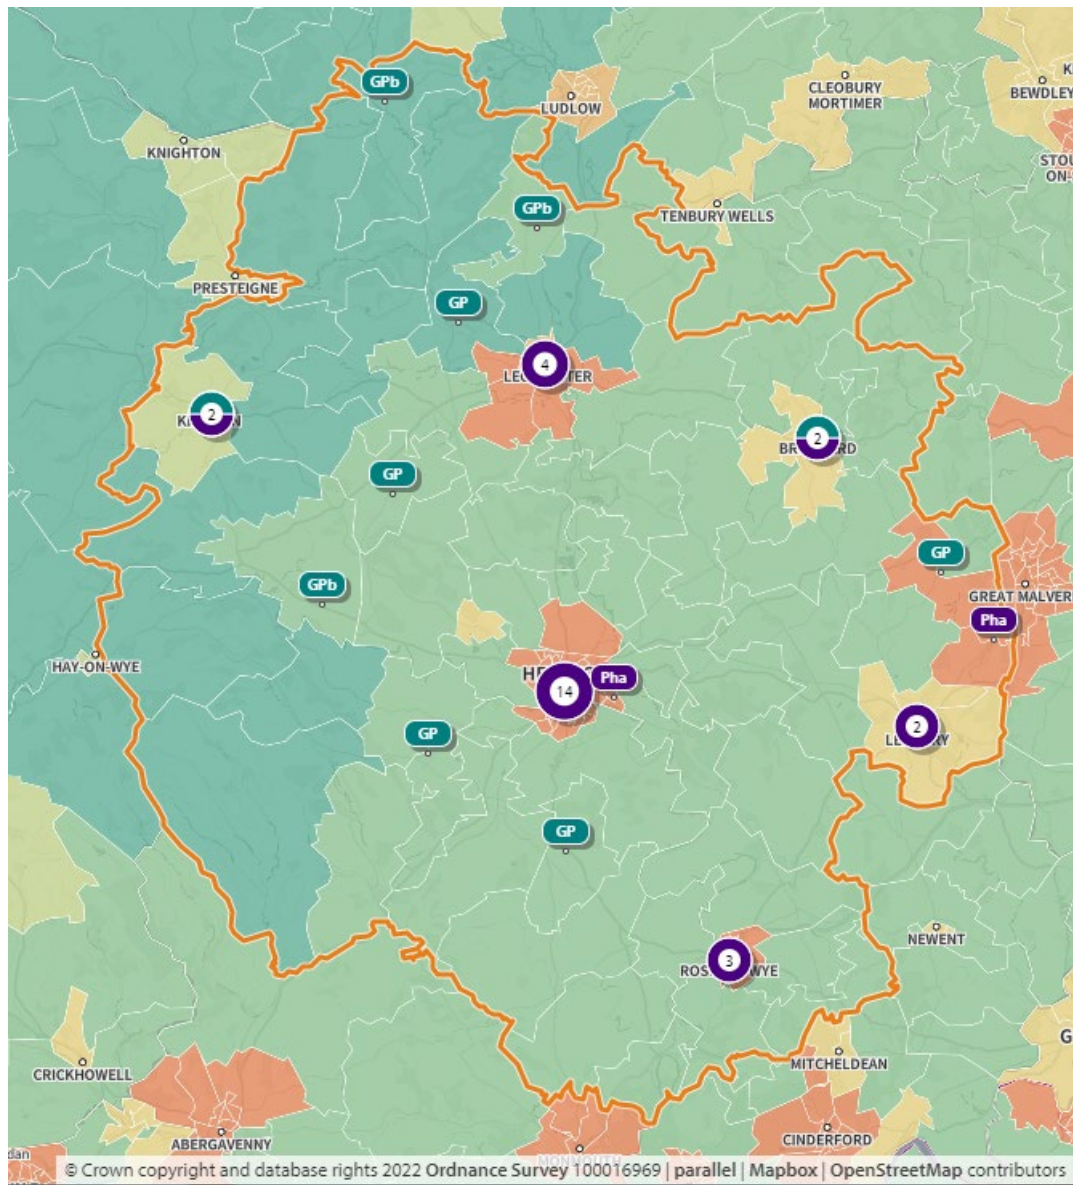 GPb
LUDLOW
CLEOBURY
MORTIMER
BEWDLEY
KNIGHTON
STOU
ON-S
GPb
TENBURY WELLS
PRESTEIGNE
GP
4
2
2
GP
GP
GPb
GREAT MALVER
Pha
HAY-ON-WYE
Pha
14
2
GP
GP
NEWENT
3
MITCHELDEAN
CRICKHOWELL
ABERGAVENNY
CINDERFORD
© Crown copyright and database rights 2022 Ordnance Survey 100016969 | parallel | Mapbox | OpenStreetMap contributors